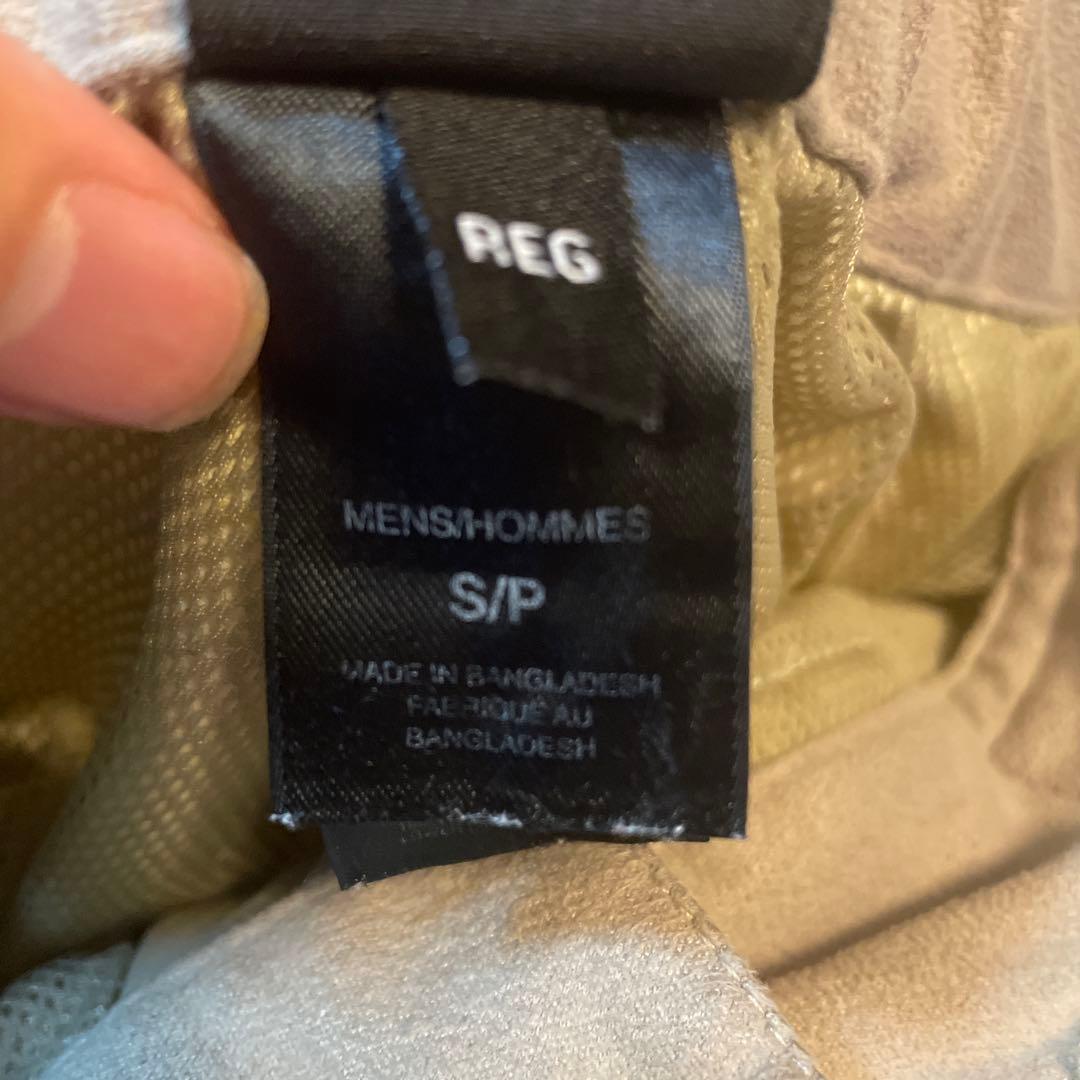 REG
MENS/HOMMES
S/P
MADE IN BANGLADESH
FABRIQUÉ AU
BANGLADESH